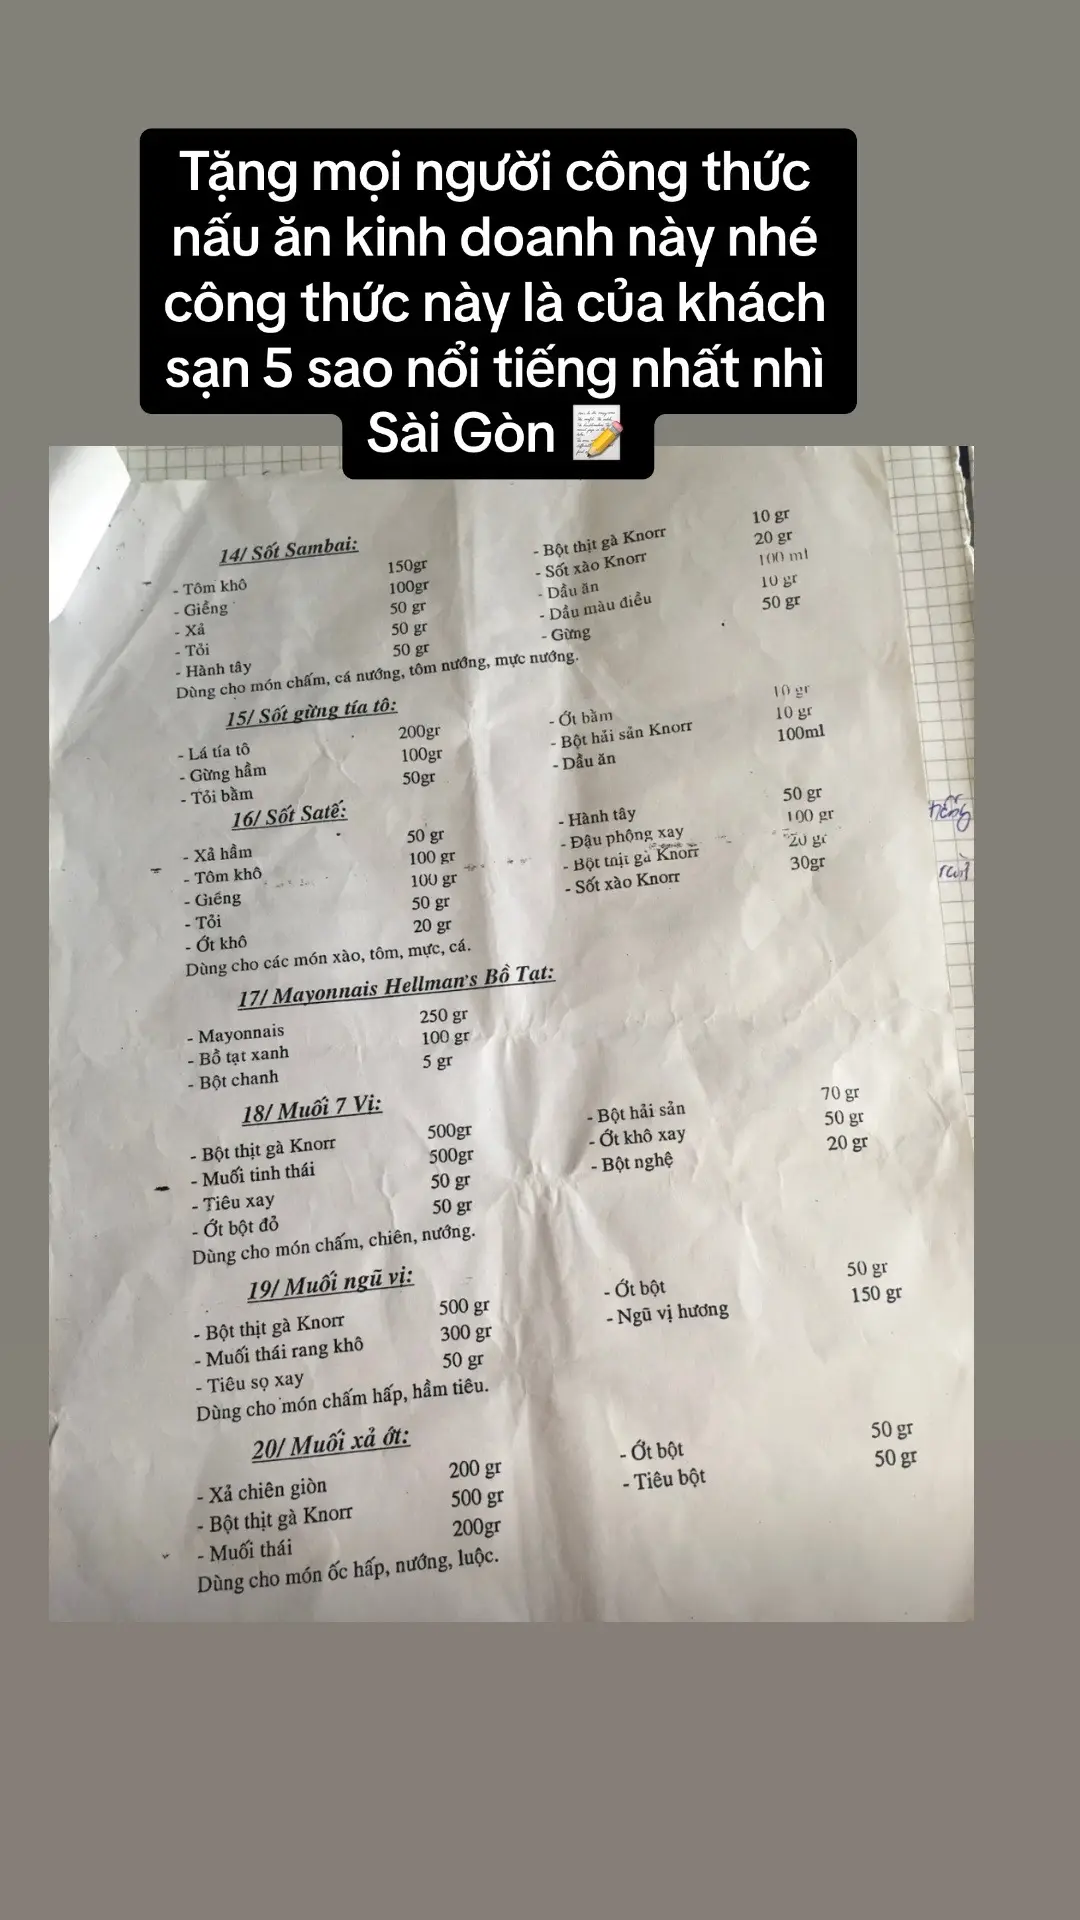 Tặng mọi người công thức
nấu ăn kinh doanh này nhé
công thức này là của khách
sạn 5 sao nổi tiếng nhất nhì
Sài Gòn 📝
14/ Sốt Sambai:
- Tôm khô 150gr
- Giềng 100gr
- Xả 50 gr
- Tỏi 50 gr
- Hành tây 50 gr
- Bột thịt gà Knorr 10 gr
- Sốt xào Knorr 20 gr
- Dầu ăn 100 ml
- Dầu màu điều 10 gr
- Gừng 50 gr
Dùng cho món chấm, cá nướng, tôm nướng, mực nướng.
15/ Sốt gừng tía tô:
- Lá tía tô 200gr
- Gừng hầm 100gr
- Tỏi bằm 50gr
- Ớt bằm 10 gr
- Bột hải sản Knorr 10 gr
- Dầu ăn 100ml
16/ Sốt Satế:
- Xả hầm 50 gr
- Tôm khô 100 gr
- Giềng 100 gr
- Tỏi 50 gr
- Ớt khô 20 gr
- Hành tây 50 gr
- Đậu phộng xay 100 gr
- Bột thịt gà Knorr 20 gr
- Sốt xào Knorr 30gr
Dùng cho các món xào, tôm, mực, cá.
17/ Mayonnais Hellman's Bồ Tạt:
- Mayonnais 250 gr
- Bồ tạt xanh 100 gr
- Bột chanh 5 gr
18/ Muối 7 Vị:
- Bột thịt gà Knorr 500gr
- Muối tinh thái 500gr
- Tiêu xay 50 gr
- Ớt bột đỏ 50 gr
- Bột hải sản 70 gr
- Ớt khô xay 50 gr
- Bột nghệ 20 gr
Dùng cho món chấm, chiên, nướng.
19/ Muối ngũ vị:
- Bột thịt gà Knorr 500 gr
- Muối thái rang khô 300 gr
- Tiêu sọ xay 50 gr
- Ớt bột 50 gr
- Ngũ vị hương 150 gr
Dùng cho món chấm hấp, hầm tiêu.
20/ Muối xả ớt:
- Xả chiên giòn 200 gr
- Bột thịt gà Knorr 500 gr
- Muối thái 200gr
- Ớt bột 50 gr
- Tiêu bột 50 gr
Dùng cho món ốc hấp, nướng, luộc.